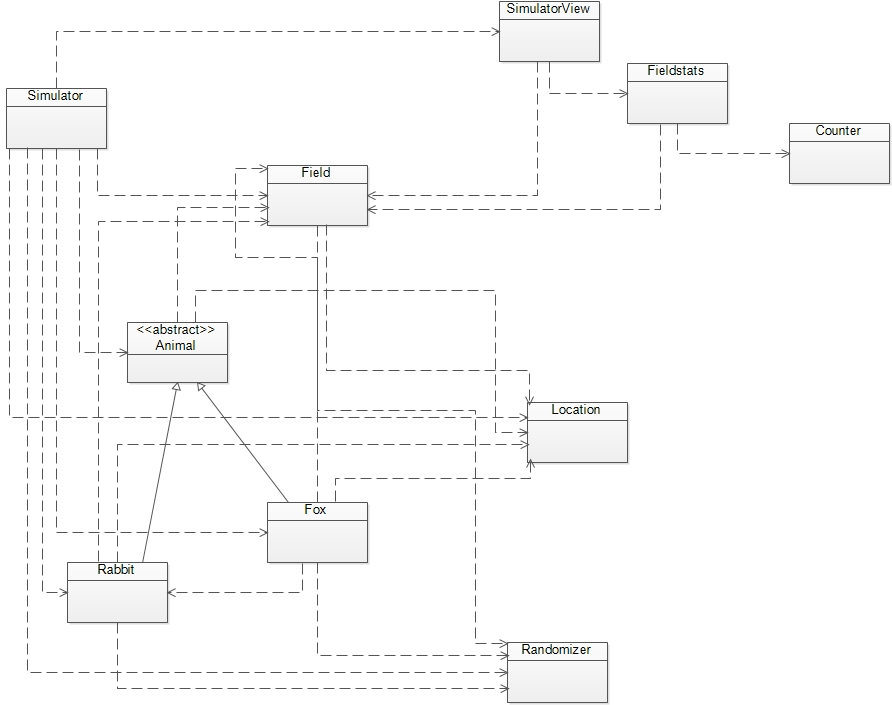 SimulatorView
Fieldstats
Simulator
Counter
Field
<<abstract>>
Animal
Location
Fox
Rabbit
Randomizer